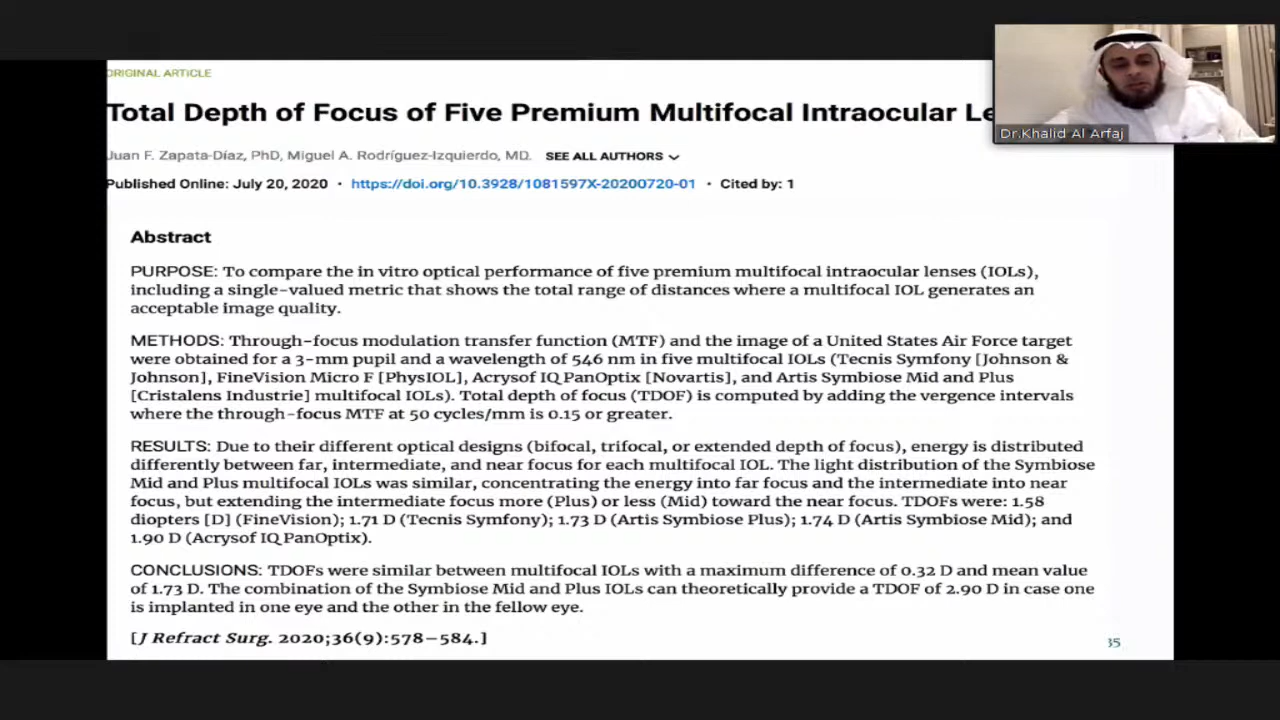 ORIGINAL ARTICLE
Total Depth of Focus of Five Premium Multifocal Intraocular
Dr.Khalid Al Arfaj
Juan F. Zapata-Díaz, PhD, Miguel A. Rodríguez-Izquierdo, MD. SEE ALL AUTHORS
Published Online: July 20, 2020 • https://doi.org/10.3928/1081597X-20200720-01 • Cited by: 1
Abstract
PURPOSE: To compare the in vitro optical performance of five premium multifocal intraocular lenses (IOLs),
including a single-valued metric that shows the total range of distances where a multifocal IOL generates an
acceptable image quality.
METHODS: Through-focus modulation transfer function (MTF) and the image of a United States Air Force target
were obtained for a 3-mm pupil and a wavelength of 546 nm in five multifocal IOLs (Tecnis Symfony [Johnson &
Johnson], FineVision Micro F [PhysIOL], Acrysof IQ PanOptix [Novartis], and Artis Symbiose Mid and Plus
[Cristalens Industrie] multifocal IOLs). Total depth of focus (TDOF) is computed by adding the vergence intervals
where the through-focus MTF at 50 cycles/mm is 0.15 or greater.
RESULTS: Due to their different optical designs (bifocal, trifocal, or extended depth of focus), energy is distributed
differently between far, intermediate, and near focus for each multifocal IOL. The light distribution of the Symbiose
Mid and Plus multifocal IOLs was similar, concentrating the energy into far focus and the intermediate into near
focus, but extending the intermediate focus more (Plus) or less (Mid) toward the near focus. TDOFs were: 1.58
diopters [D] (FineVision); 1.71 D (Tecnis Symfony); 1.73 D (Artis Symbiose Plus); 1.74 D (Artis Symbiose Mid); and
1.90 D (Acrysof IQ PanOptix).
CONCLUSIONS: TDOFs were similar between multifocal IOLs with a maximum difference of 0.32 D and mean value
of 1.73 D. The combination of the Symbiose Mid and Plus IOLs can theoretically provide a TDOF of 2.90 D in case one
is implanted in one eye and the other in the fellow eye.
[J Refract Surg. 2020;36(9):578–584.]
35